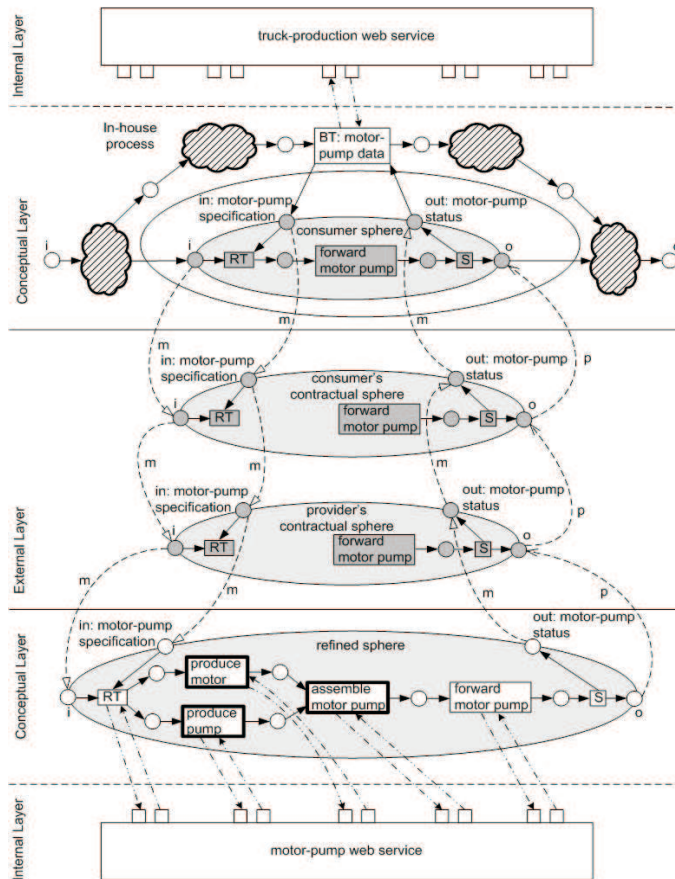 Internal Layer
truck-production web service
Conceptual Layer
In-house
process
BT: motor-
pump data
in: motor-pump
specification
out: motor-pump
status
consumer sphere
i
i
RT
forward
motor pump
S
o
o
m
m
m
p
in: motor-pump
specification
out: motor-pump
status
consumer's
contractual sphere
i
RT
forward
motor pump
S
o
External Layer
m
m
m
p
in: motor-pump
specification
out: motor-pump
status
provider's
contractual sphere
i
RT
forward
motor pump
S
o
m
m
m
p
Conceptual Layer
in: motor-pump
specification
out: motor-pump
status
refined sphere
i
RT
produce
motor
produce
pump
assemble
motor pump
forward
motor pump
S
o
Internal Layer
motor-pump web service